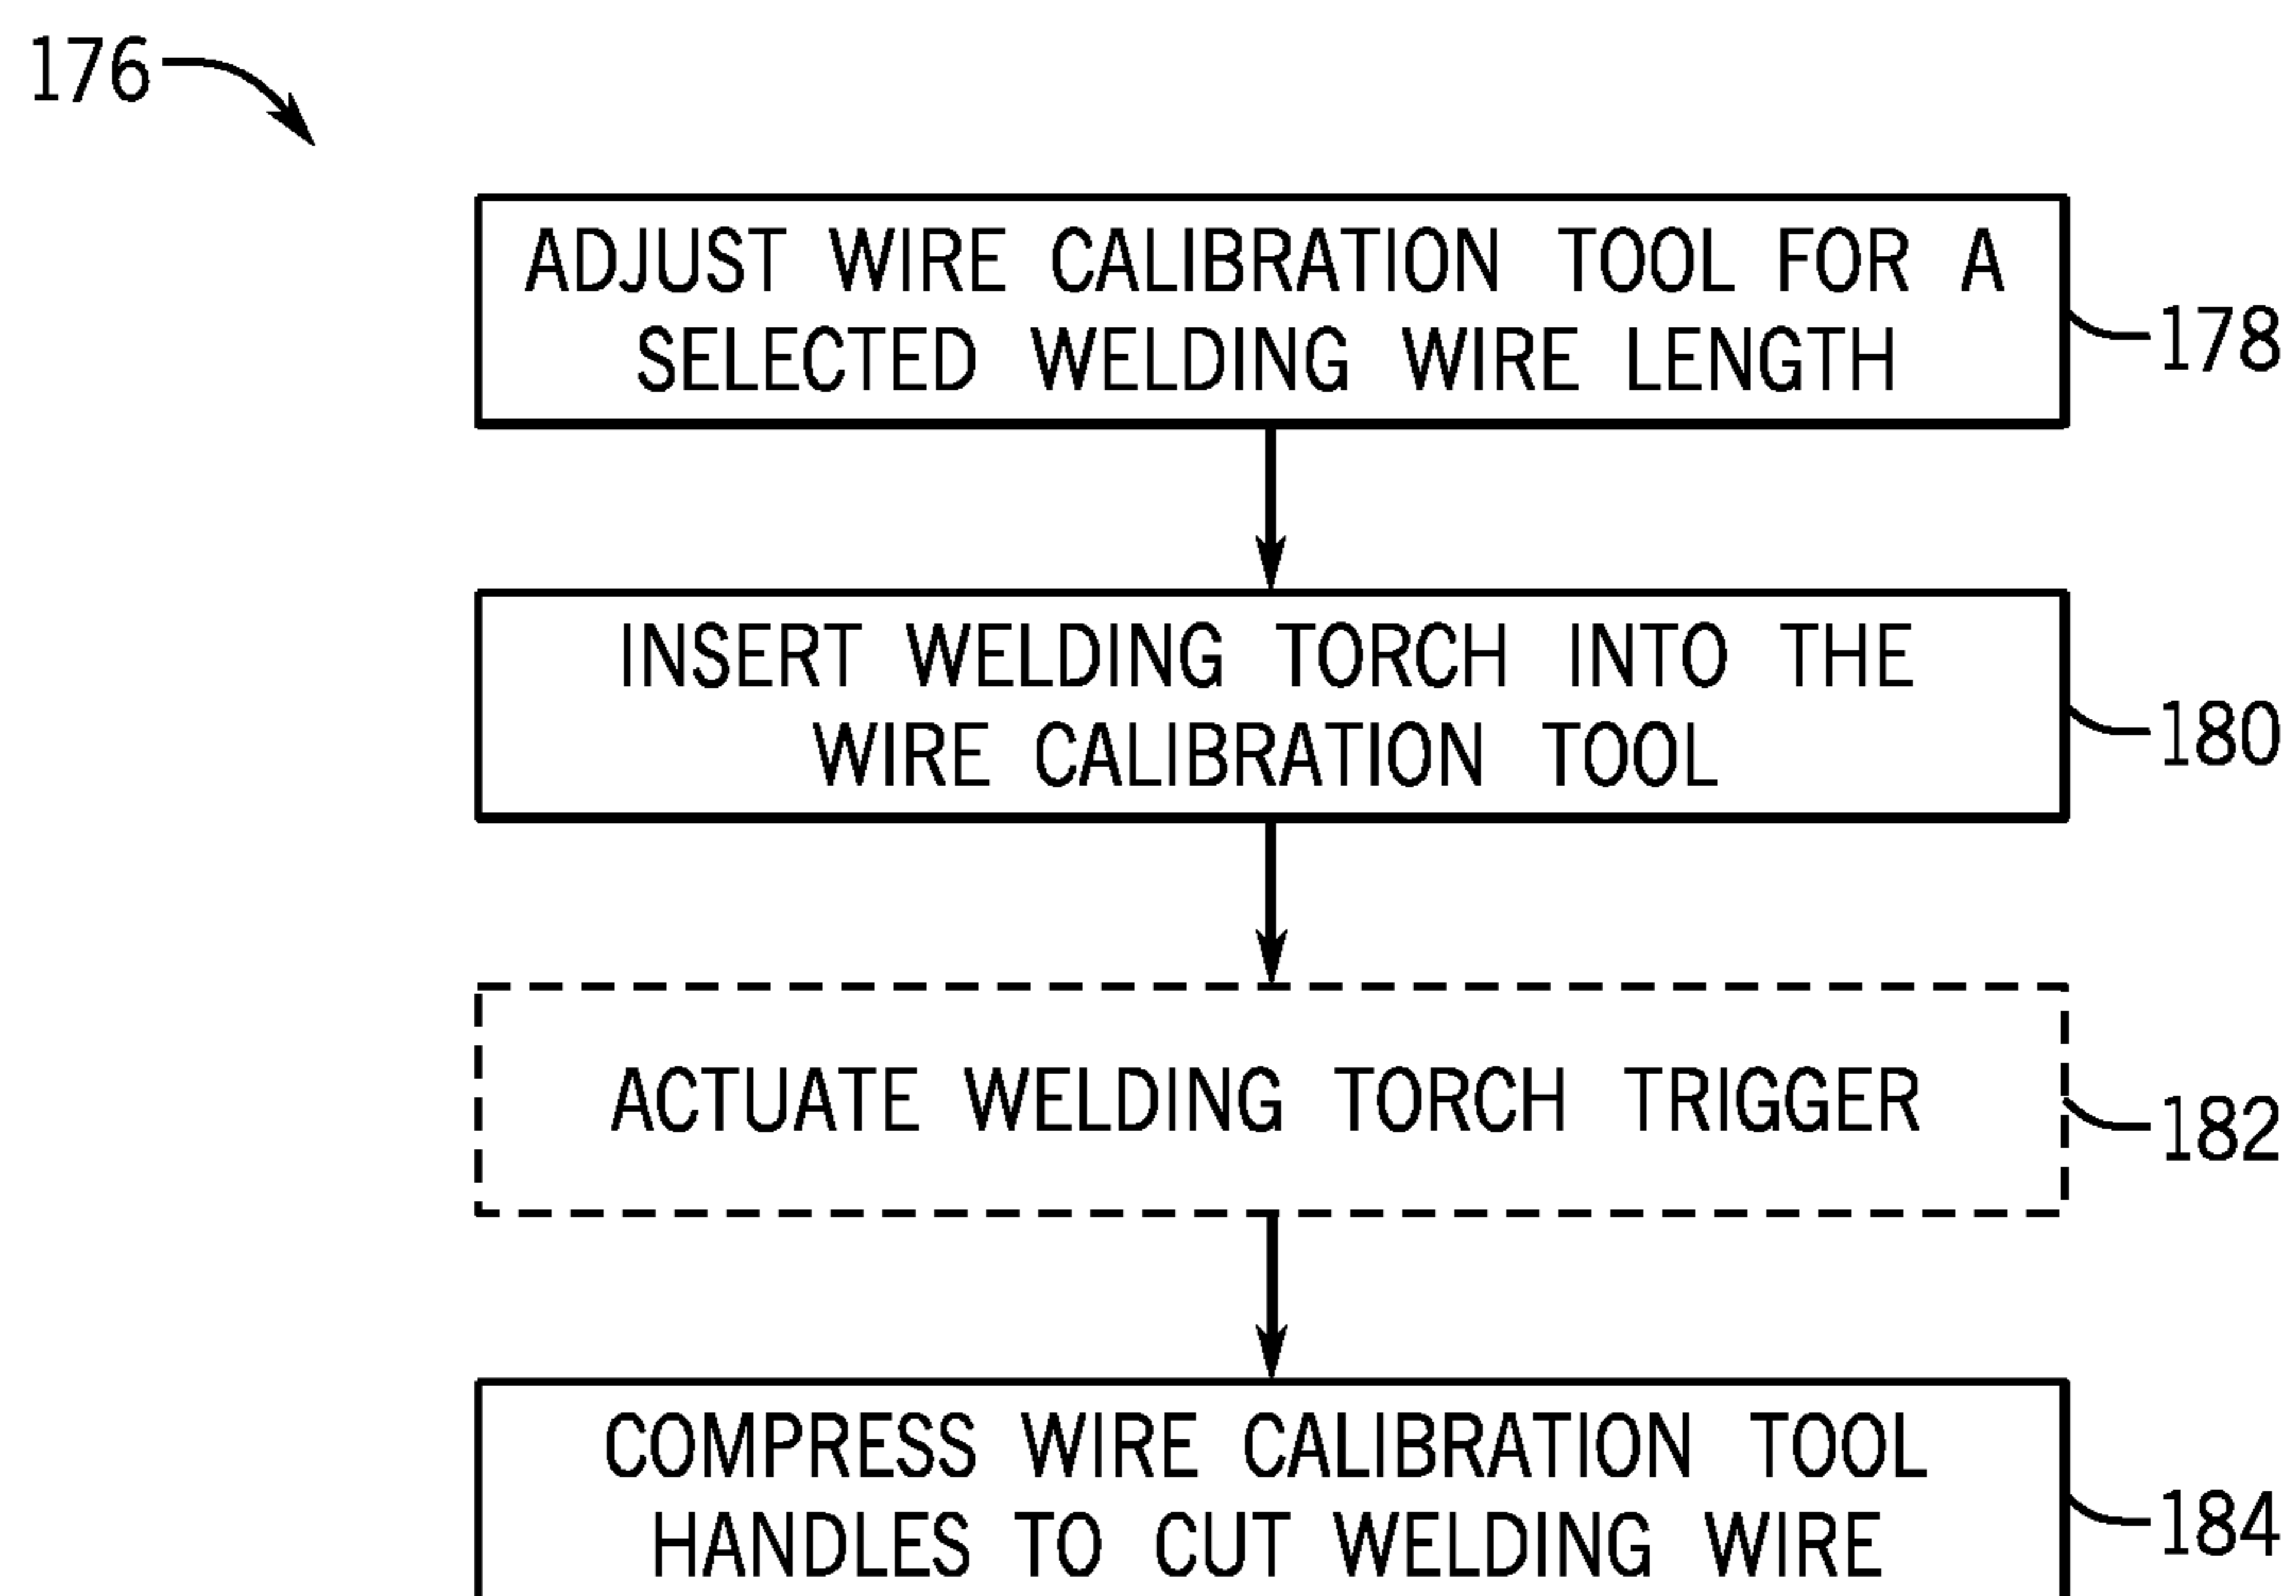 176
ADJUST WIRE CALIBRATION TOOL FOR A
SELECTED WELDING WIRE LENGTH
178
INSERT WELDING TORCH INTO THE
WIRE CALIBRATION TOOL
180
ACTUATE WELDING TORCH TRIGGER
182
COMPRESS WIRE CALIBRATION TOOL
HANDLES TO CUT WELDING WIRE
184